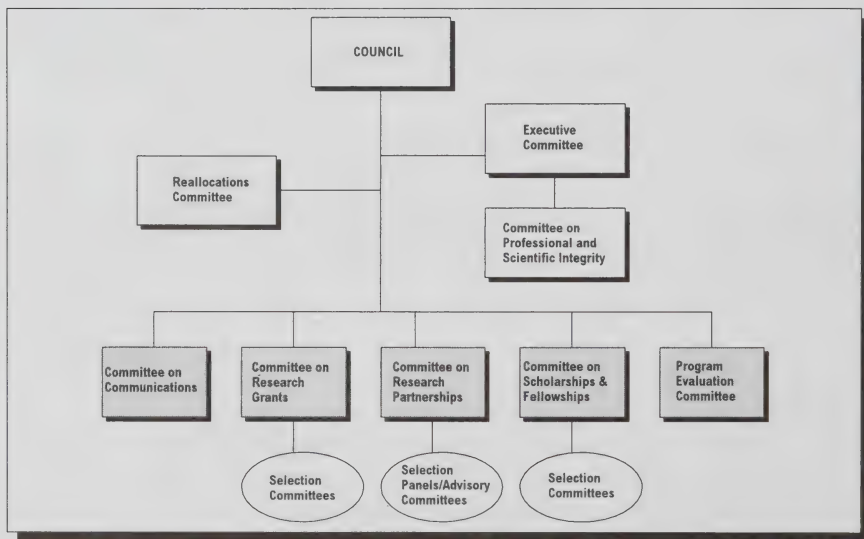 COUNCIL
Executive
Committee
Reallocations
Committee
Committee on
Professional and
Scientific Integrity
Committee on
Communications
Committee on
Research
Grants
Committee on
Research
Partnerships
Committee on
Scholarships &
Fellowships
Program
Evaluation
Committee
Selection
Committees
Selection
Panels/Advisory
Committees
Selection
Committees